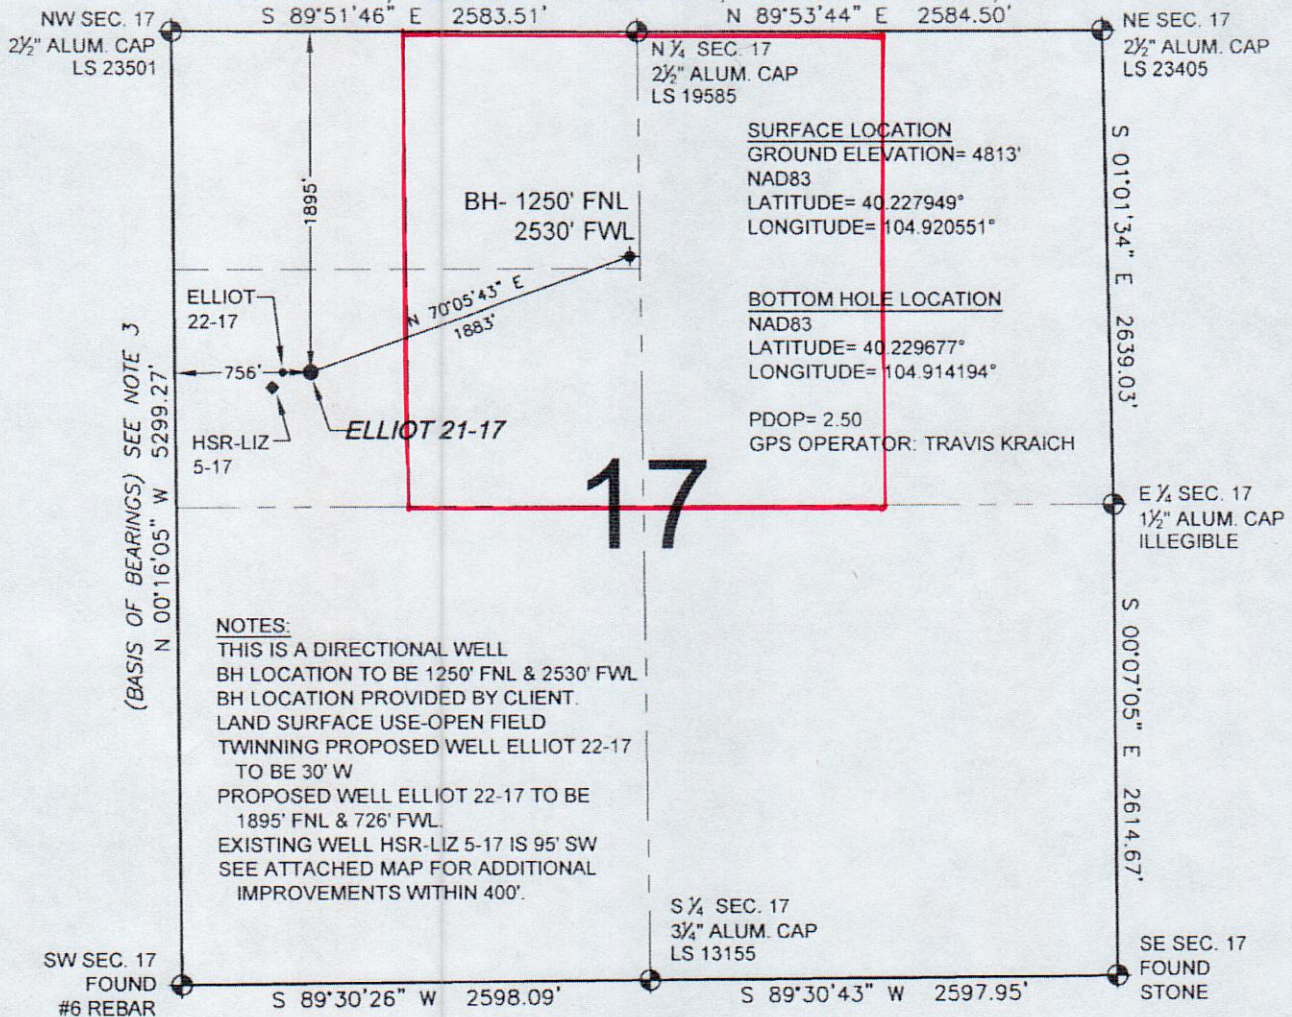 S 89°51'46" E 2583.51'
N 89°53'44" E 2584.50'
NW SEC. 17
2½" ALUM. CAP
LS 23501
N ¼ SEC. 17
2½" ALUM. CAP
LS 19585
NE SEC. 17
2½" ALUM. CAP
LS 23405
SURFACE LOCATION
GROUND ELEVATION= 4813'
NAD83
LATITUDE= 40.227949°
LONGITUDE= 104.920551°
1895'
BH- 1250' FNL
2530' FWL
S 01°01'34" E 2639.03'
ELLIOT
22-17
N 70°05'43" E
1883'
BOTTOM HOLE LOCATION
NAD83
LATITUDE= 40.229677°
LONGITUDE= 104.914194°
PDOP= 2.50
GPS OPERATOR: TRAVIS KRAICH
756'
HSR-LIZ
5-17
ELLIOT 21-17
(BASIS OF BEARINGS) SEE NOTE 3
N 00°16'05" W 5299.27'
17
E ¼ SEC. 17
1½" ALUM. CAP
ILLEGIBLE
S 00°07'05" E 2614.67'
NOTES:
THIS IS A DIRECTIONAL WELL
BH LOCATION TO BE 1250' FNL & 2530' FWL
BH LOCATION PROVIDED BY CLIENT.
LAND SURFACE USE-OPEN FIELD
TWINNING PROPOSED WELL ELLIOT 22-17
TO BE 30' W
PROPOSED WELL ELLIOT 22-17 TO BE
1895' FNL & 726' FWL.
EXISTING WELL HSR-LIZ 5-17 IS 95' SW
SEE ATTACHED MAP FOR ADDITIONAL
IMPROVEMENTS WITHIN 400'.
S ¼ SEC. 17
3¼" ALUM. CAP
LS 13155
SW SEC. 17
FOUND
#6 REBAR
SE SEC. 17
FOUND
STONE
S 89°30'26" W 2598.09'
S 89°30'43" W 2597.95'